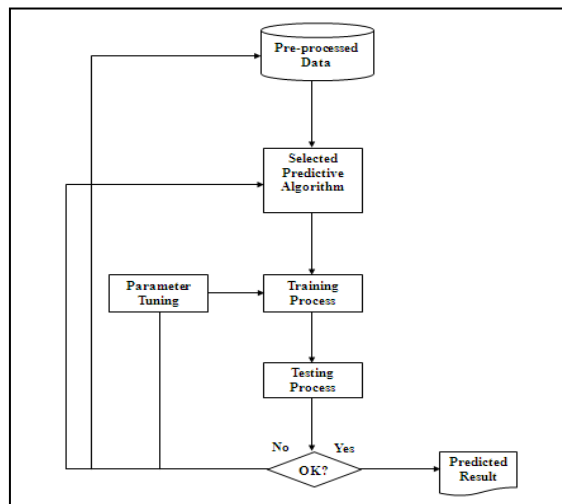 Pre-processed
Data
Selected
Predictive
Algorithm
Parameter
Tuning
Training
Process
Testing
Process
No
Yes
OK?
Predicted
Result